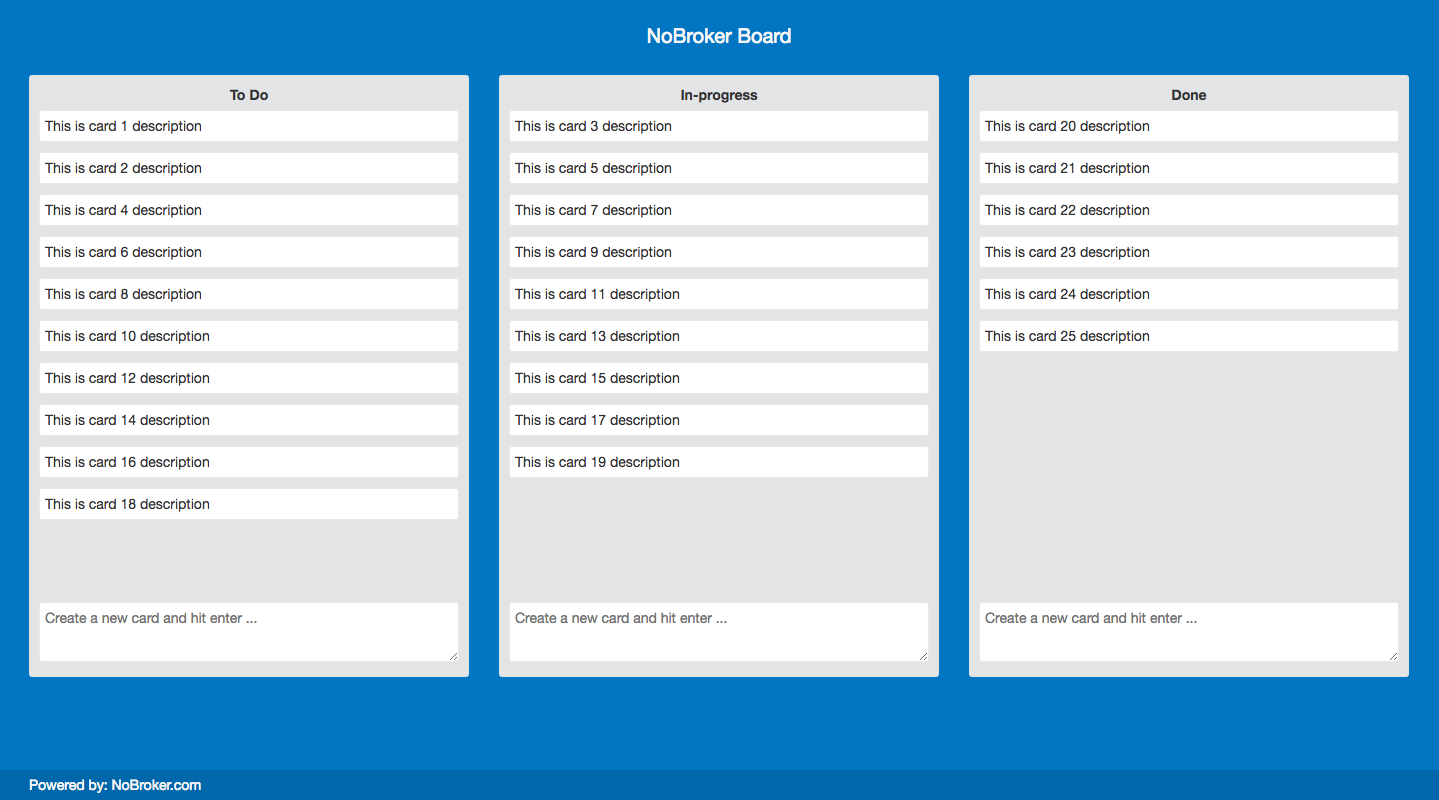 NoBroker Board
To Do
This is card 1 description
This is card 2 description
This is card 4 description
This is card 6 description
This is card 8 description
This is card 10 description
This is card 12 description
This is card 14 description
This is card 16 description
This is card 18 description
Create a new card and hit enter ...
In-progress
This is card 3 description
This is card 5 description
This is card 7 description
This is card 9 description
This is card 11 description
This is card 13 description
This is card 15 description
This is card 17 description
This is card 19 description
Create a new card and hit enter ...
Done
This is card 20 description
This is card 21 description
This is card 22 description
This is card 23 description
This is card 24 description
This is card 25 description
Create a new card and hit enter ...
Powered by: NoBroker.com